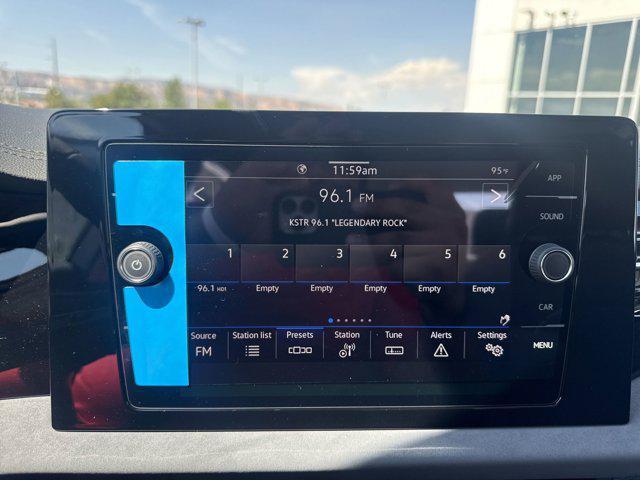 11:59am 95°F
96.1 FM
KSTR 96.1 "LEGENDARY ROCK"
1 2 3 4 5 6
96.1 HD1 Empty Empty Empty Empty Empty
Source Station list Presets Station Tune Alerts Settings
FM
APP
SOUND
CAR
MENU